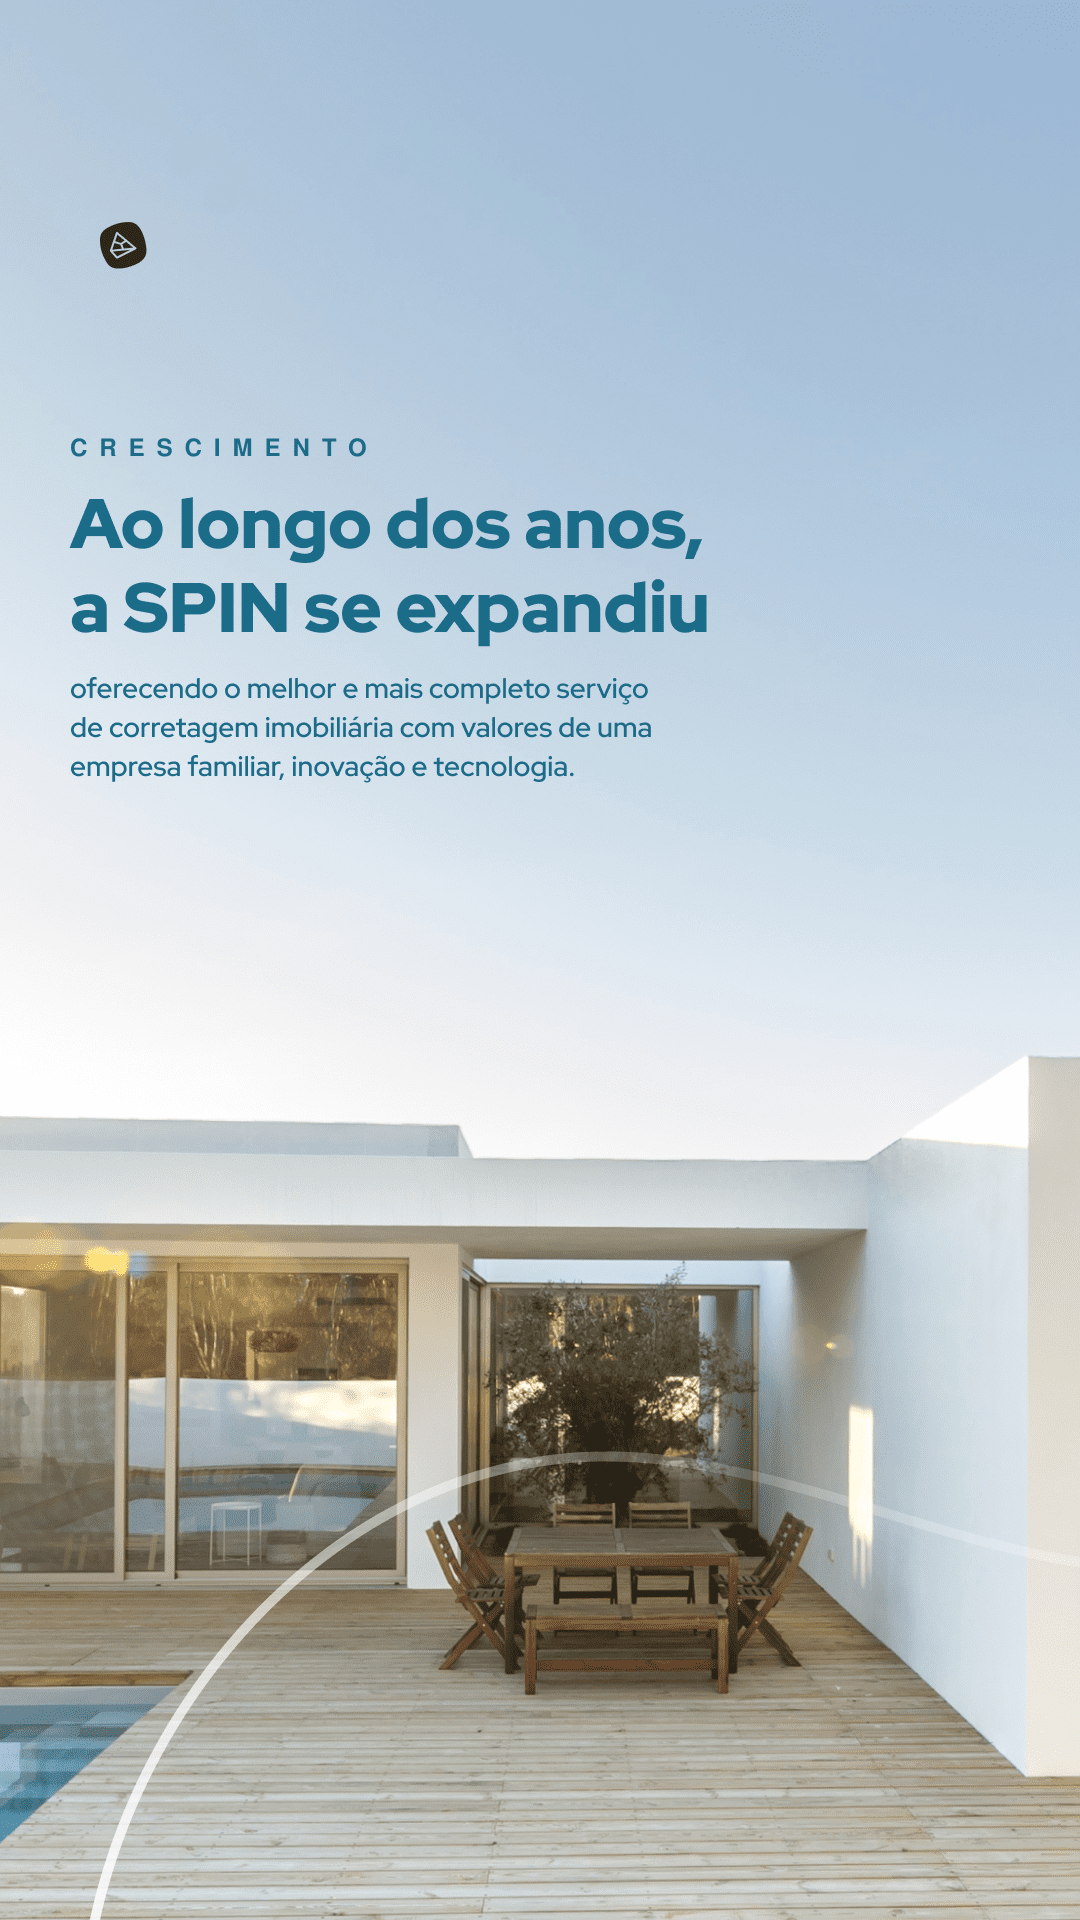 CRESCIMENTO
Ao longo dos anos,
a SPIN se expandiu
oferecendo o melhor e mais completo serviço
de corretagem imobiliária com valores de uma
empresa familiar, inovação e tecnologia.